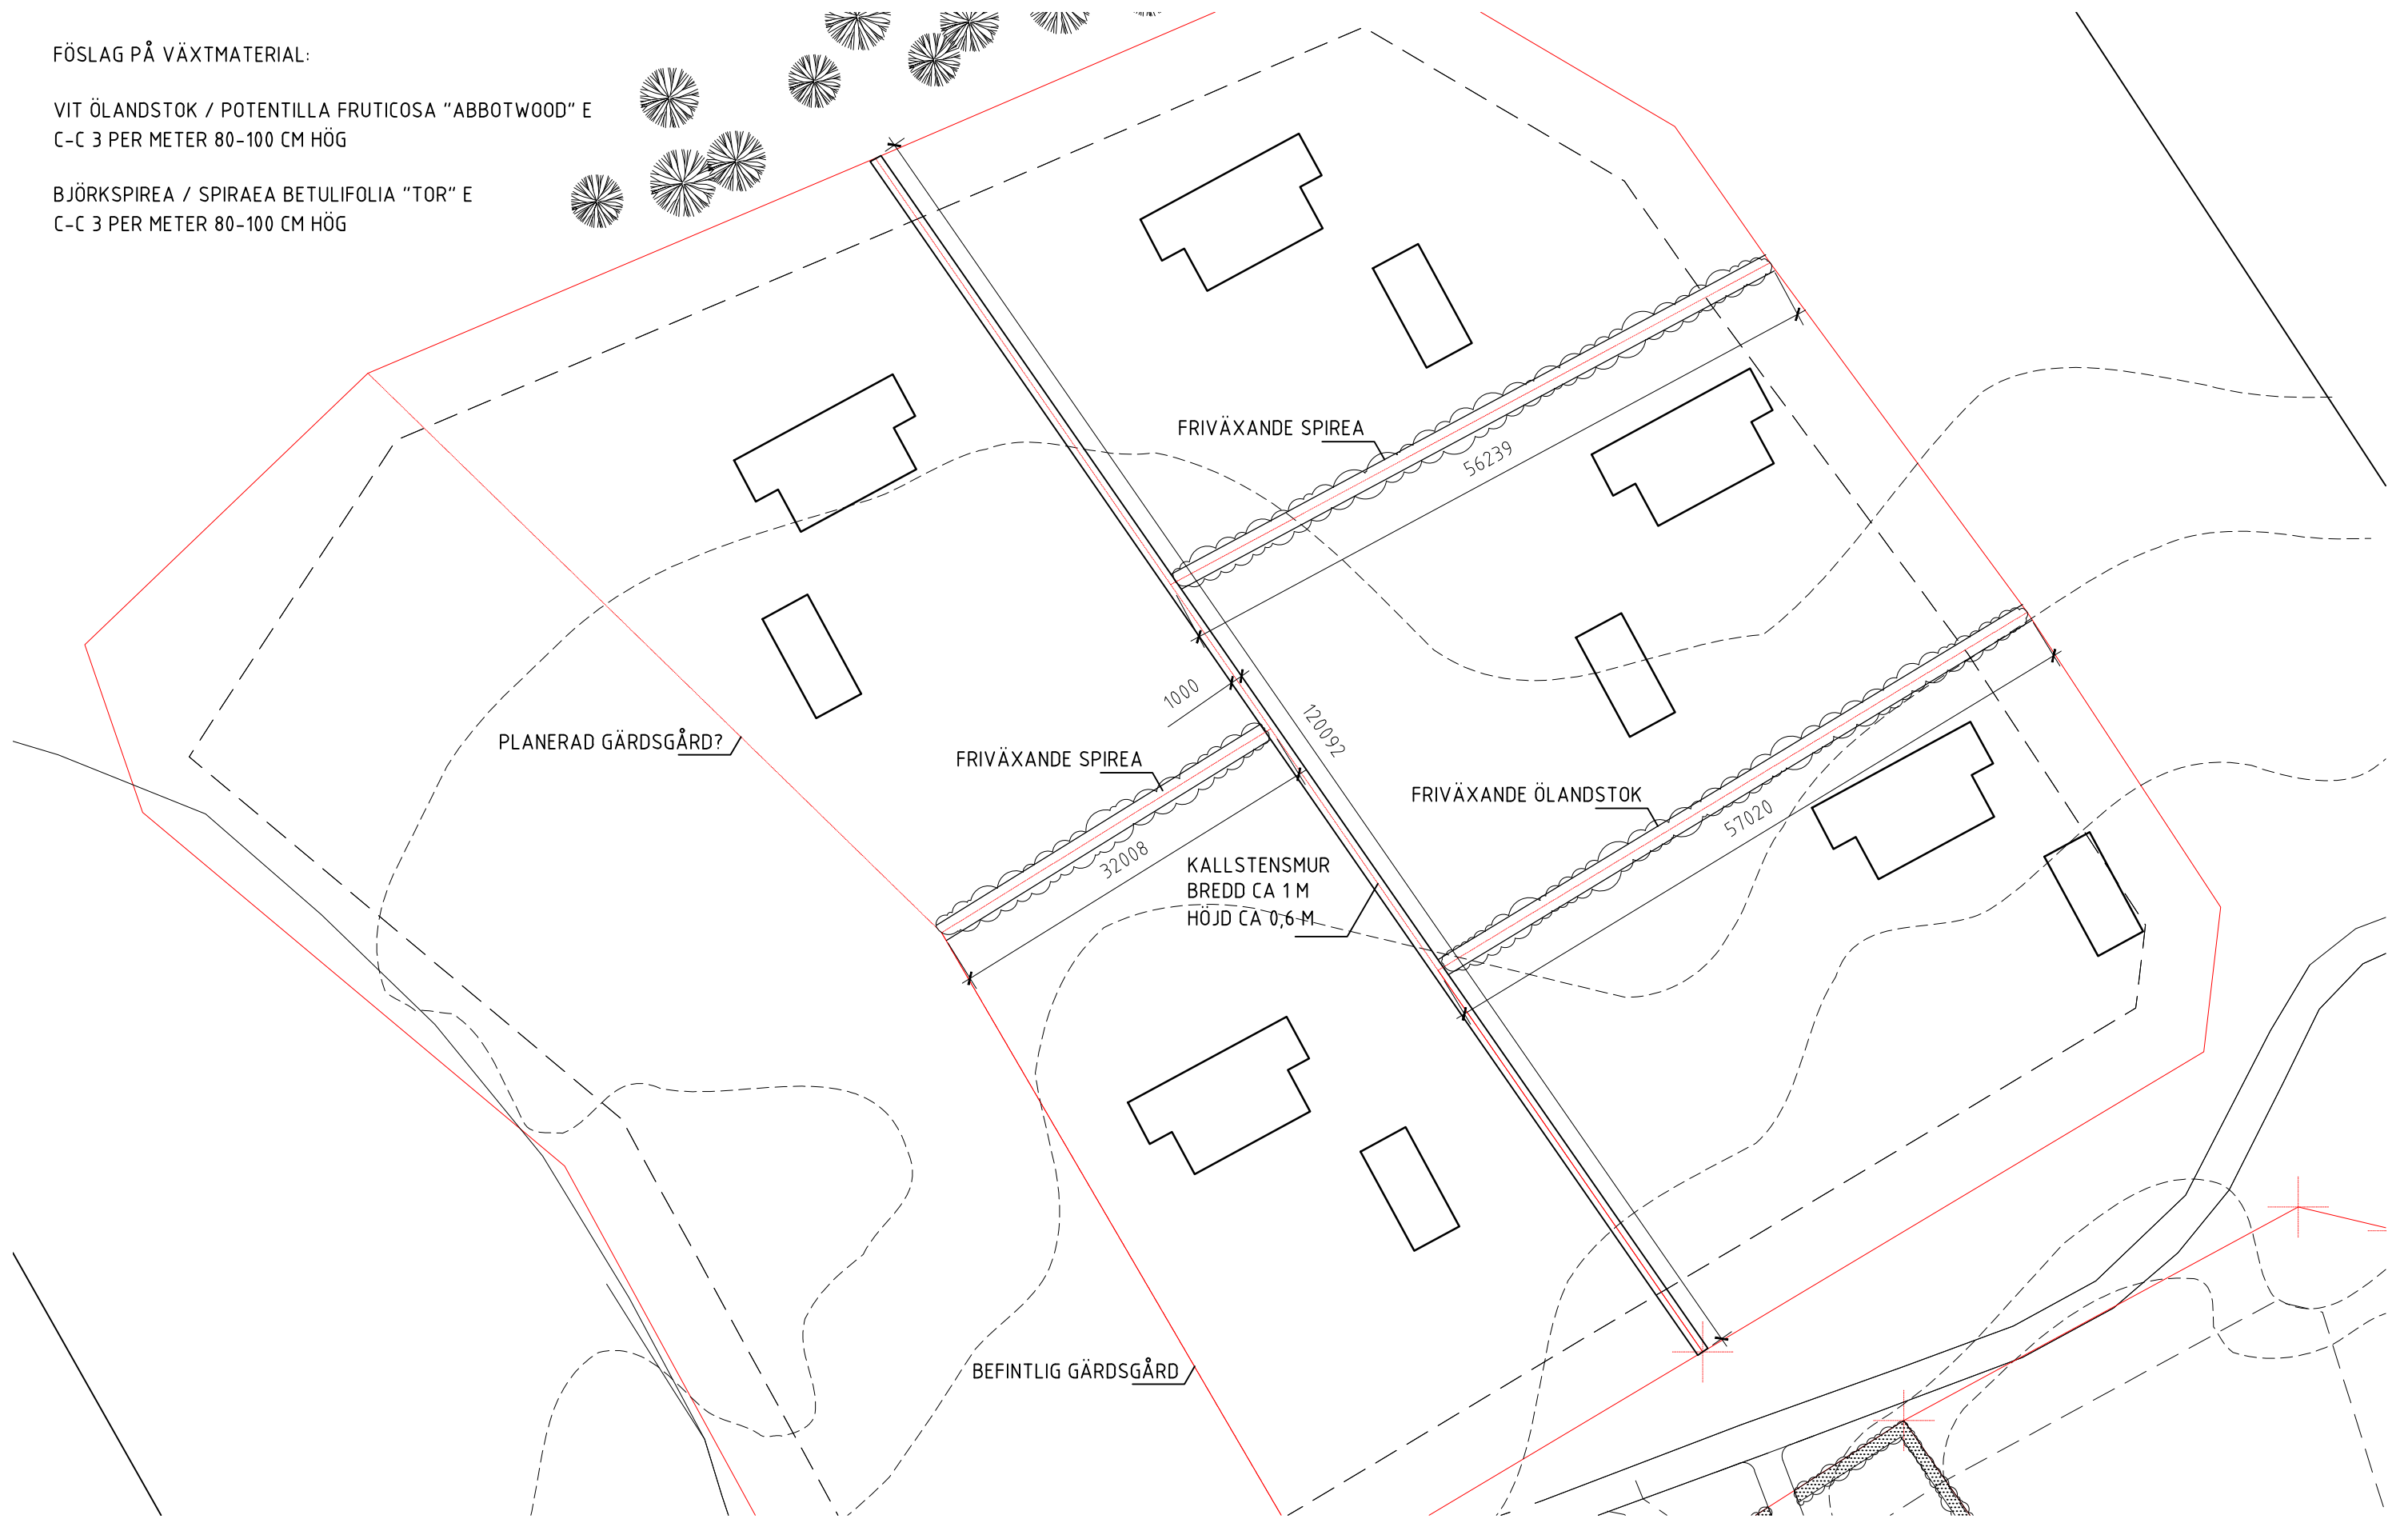 FÖSLAG PÅ VÄXTMATERIAL:
VIT ÖLANDSTOK / POTENTILLA FRUTICOSA "ABBOTWOOD" E
C-C 3 PER METER 80-100 CM HÖG
BJÖRKSPIREA / SPIRAEA BETULIFOLIA "TOR" E
C-C 3 PER METER 80-100 CM HÖG
FRIVÄXANDE SPIREA
56239
1000
120092
PLANERAD GÄRDSGÅRD?
FRIVÄXANDE SPIREA
32008
FRIVÄXANDE ÖLANDSTOK
57020
KALLSTENSMUR
BREDD CA 1 M
HÖJD CA 0,6 M
BEFINTLIG GÄRDSGÅRD